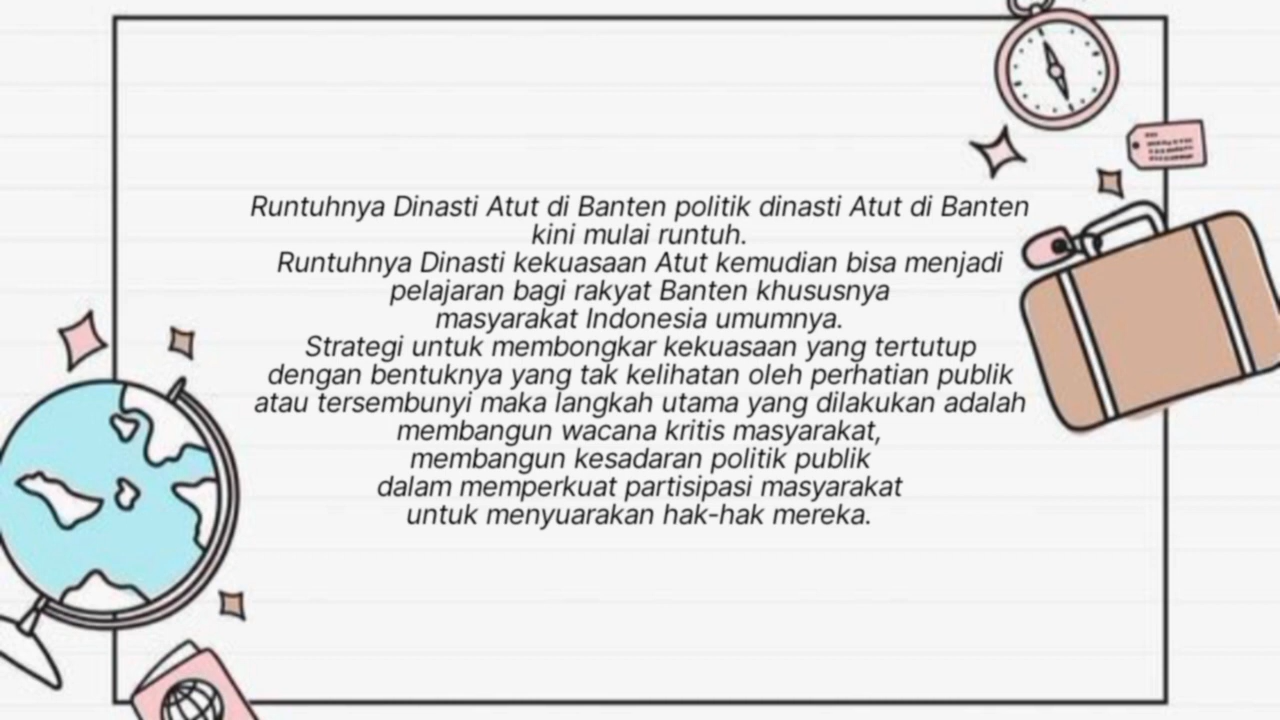 Runtuhnya Dinasti Atut di Banten politik dinasti Atut di Banten
kini mulai runtuh.
Runtuhnya Dinasti kekuasaan Atut kemudian bisa menjadi
pelajaran bagi rakyat Banten khususnya
masyarakat Indonesia umumnya.
Strategi untuk membongkar kekuasaan yang tertutup
dengan bentuknya yang tak kelihatan oleh perhatian publik
atau tersembunyi maka langkah utama yang dilakukan adalah
membangun wacana kritis masyarakat,
membangun kesadaran politik publik
dalam memperkuat partisipasi masyarakat
untuk menyuarakan hak-hak mereka.